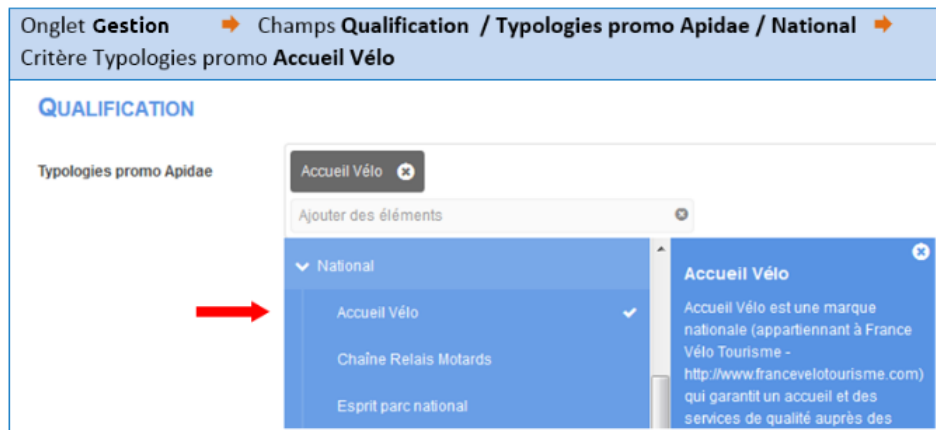 Onglet Gestion ➡ Champs Qualification / Typologies promo Apidae / National ➡
Critère Typologies promo Accueil Vélo
QUALIFICATION
Typologies promo Apidae
Accueil Vélo
Ajouter des éléments
National
Accueil Vélo
Chaîne Relais Motards
Esprit parc national
Accueil Vélo
Accueil Vélo est une marque
nationale (appartiennant à France
Vélo Tourisme -
http://www.francevelotourisme.com)
qui garantit un accueil et des
services de qualité auprès des